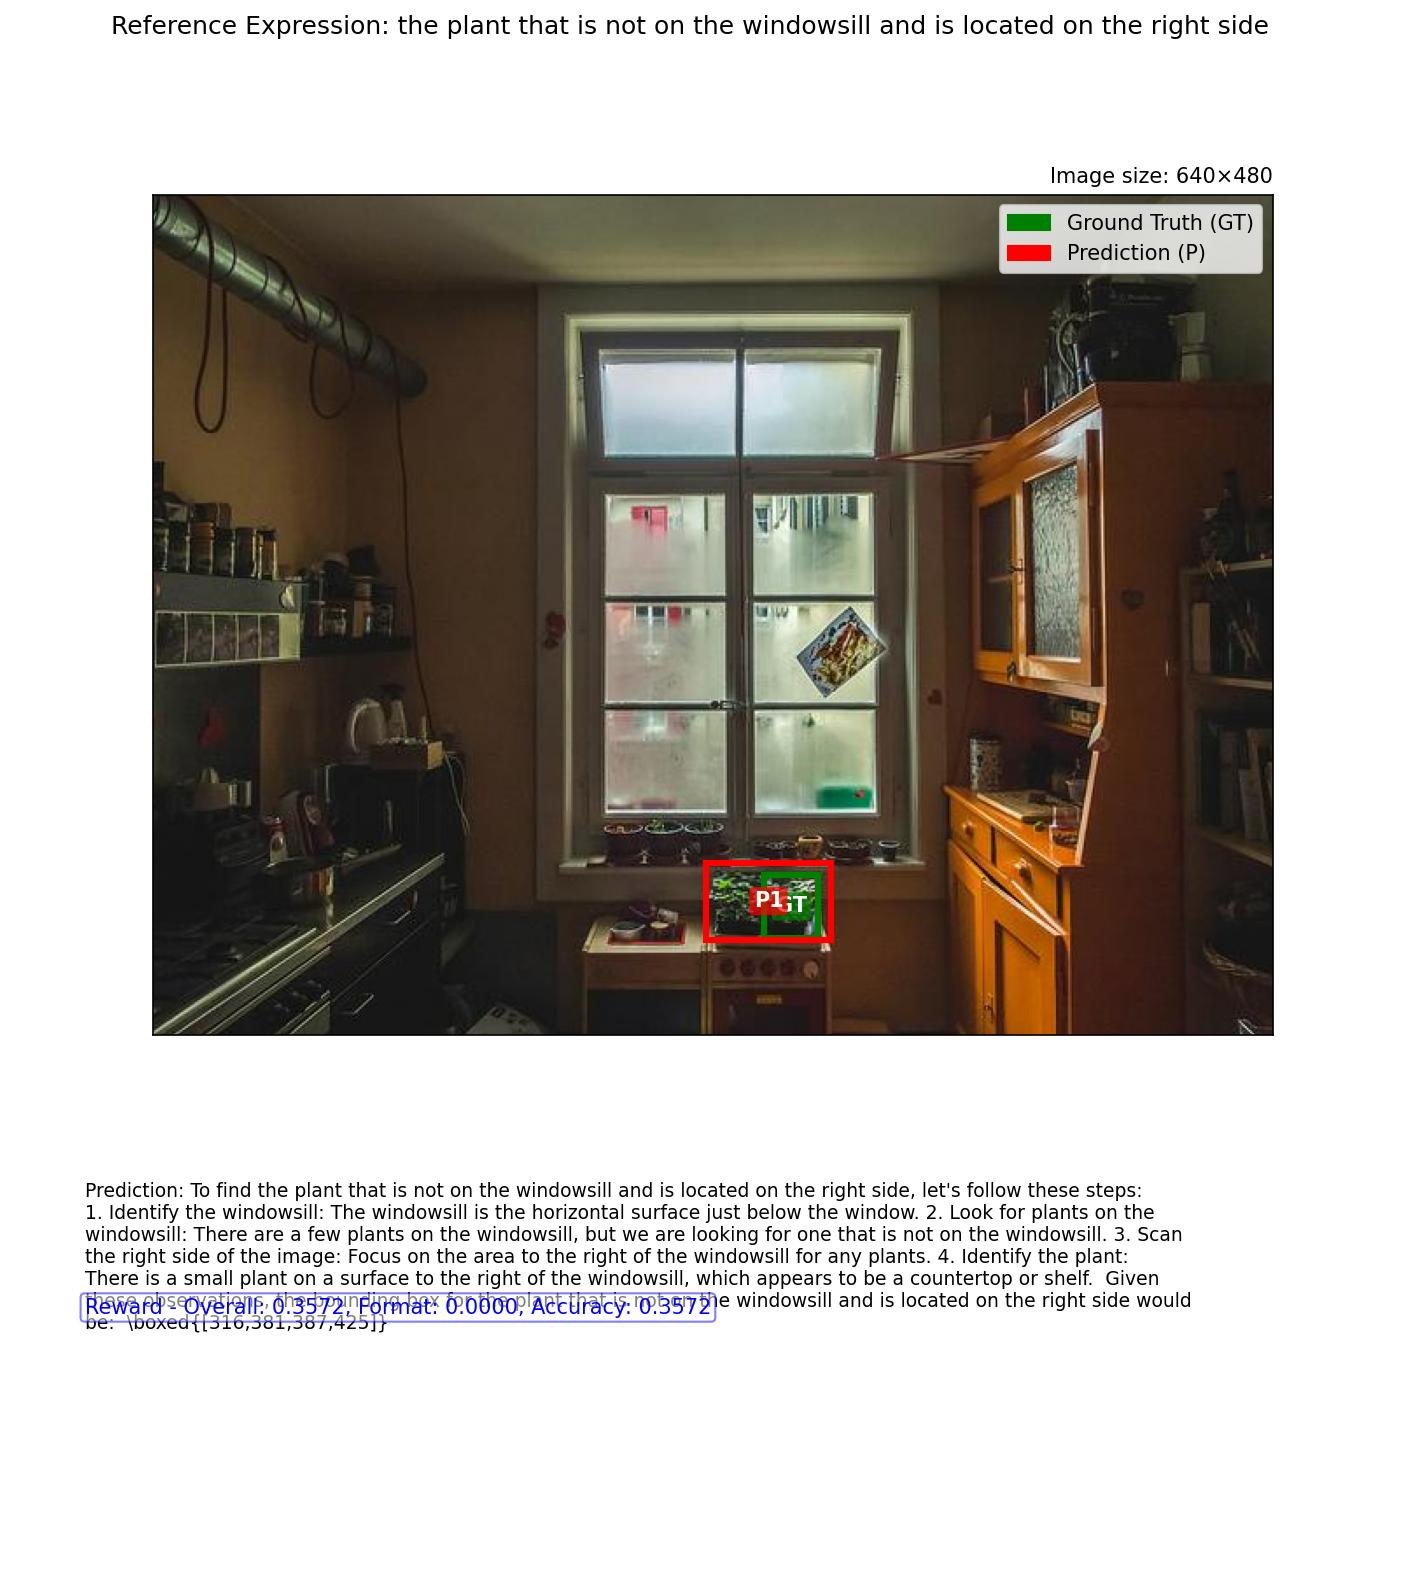 Reference Expression: the plant that is not on the windowsill and is located on the right side
Image size: 640×480
Ground Truth (GT)
Prediction (P)
P1
GT
Prediction: To find the plant that is not on the windowsill and is located on the right side, let's follow these steps:
1. Identify the windowsill: The windowsill is the horizontal surface just below the window. 2. Look for plants on the
windowsill: There are a few plants on the windowsill, but we are looking for one that is not on the windowsill. 3. Scan
the right side of the image: Focus on the area to the right of the windowsill for any plants. 4. Identify the plant:
There is a small plant on a surface to the right of the windowsill, which appears to be a countertop or shelf.  Given
these observations, the bounding box for the plant that is not on the windowsill and is located on the right side would
Reward - Overall: 0.3572, Format: 0.0000, Accuracy: 0.3572
be:  \boxed{[316,381,387,425]}